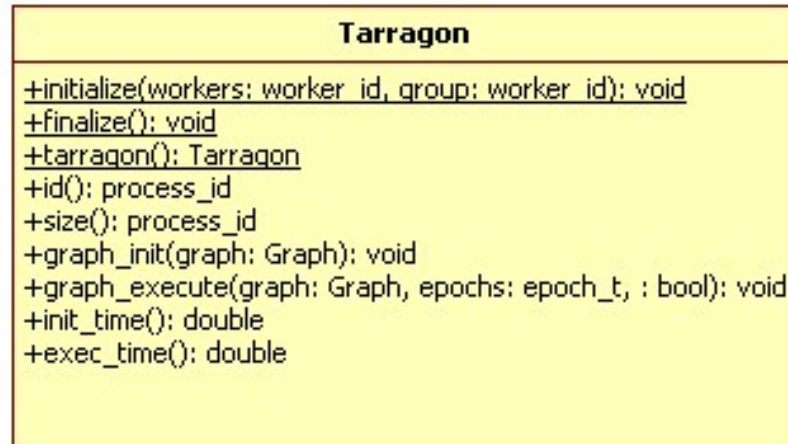 Tarragon
+initialize(workers: worker_id, group: worker_id): void
+finalize(): void
+tarragon(): Tarragon
+id(): process_id
+size(): process_id
+graph_init(graph: Graph): void
+graph_execute(graph: Graph, epochs: epoch_t, : bool): void
+init_time(): double
+exec_time(): double